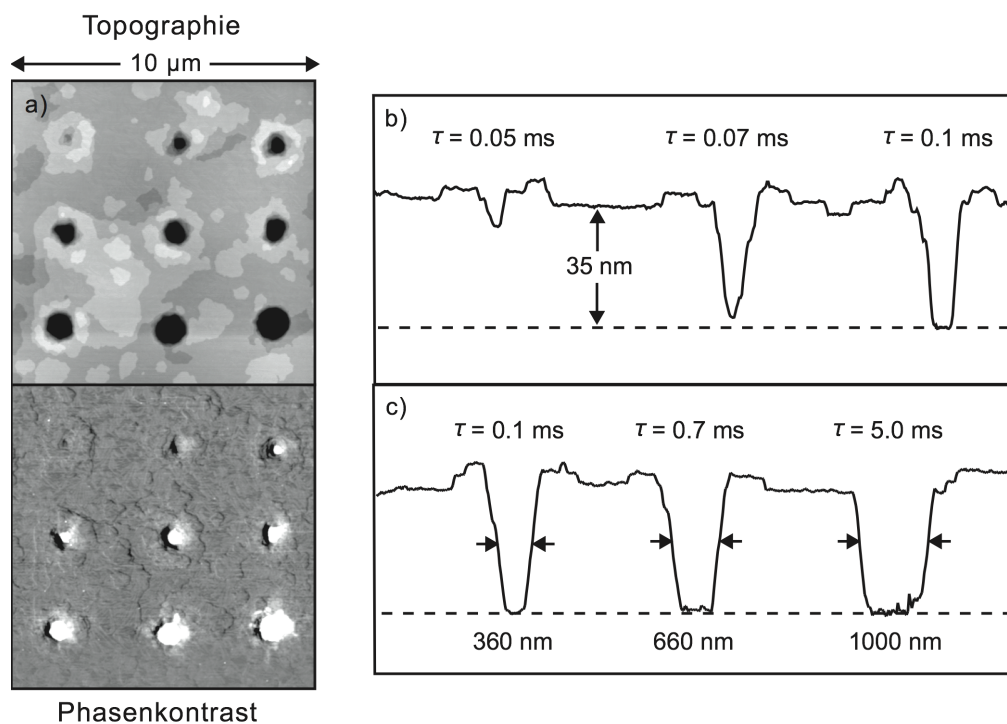 Topographie
10 µm
a)
b)
τ = 0.05 ms
τ = 0.07 ms
τ = 0.1 ms
35 nm
c)
τ = 0.1 ms
τ = 0.7 ms
τ = 5.0 ms
360 nm
660 nm
1000 nm
Phasenkontrast